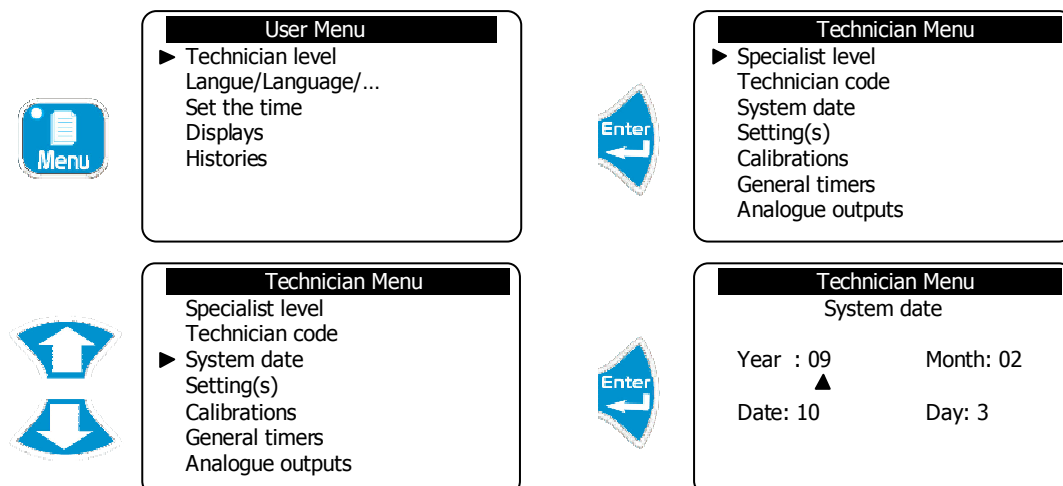 Menu
User Menu
Technician level
Langue/Language/...
Set the time
Displays
Histories
Enter
Technician Menu
Specialist level
Technician code
System date
Setting(s)
Calibrations
General timers
Analogue outputs
Technician Menu
Specialist level
Technician code
System date
Setting(s)
Calibrations
General timers
Analogue outputs
Enter
Technician Menu
System date
Year : 09 Month: 02
Date: 10 Day: 3